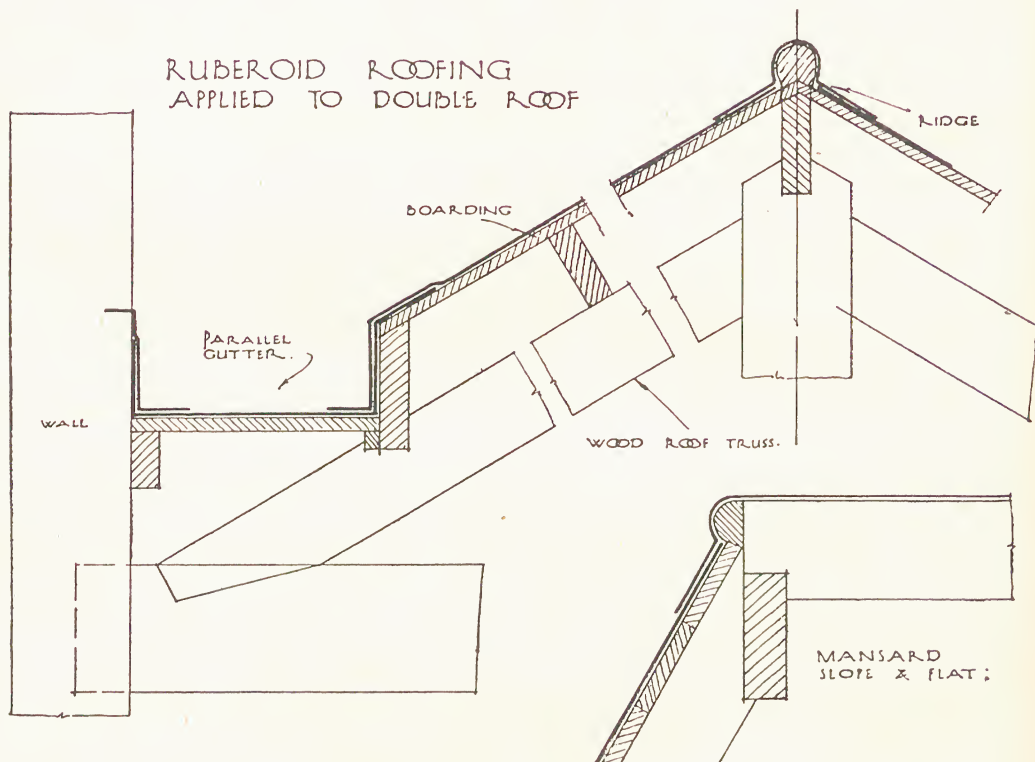 RUBEROID ROOFING
APPLIED TO DOUBLE ROOF
RIDGE
BOARDING
PARALLEL
GUTTER.
WALL
WOOD ROOF TRUSS.
MANSARD
SLOPE & FLAT: